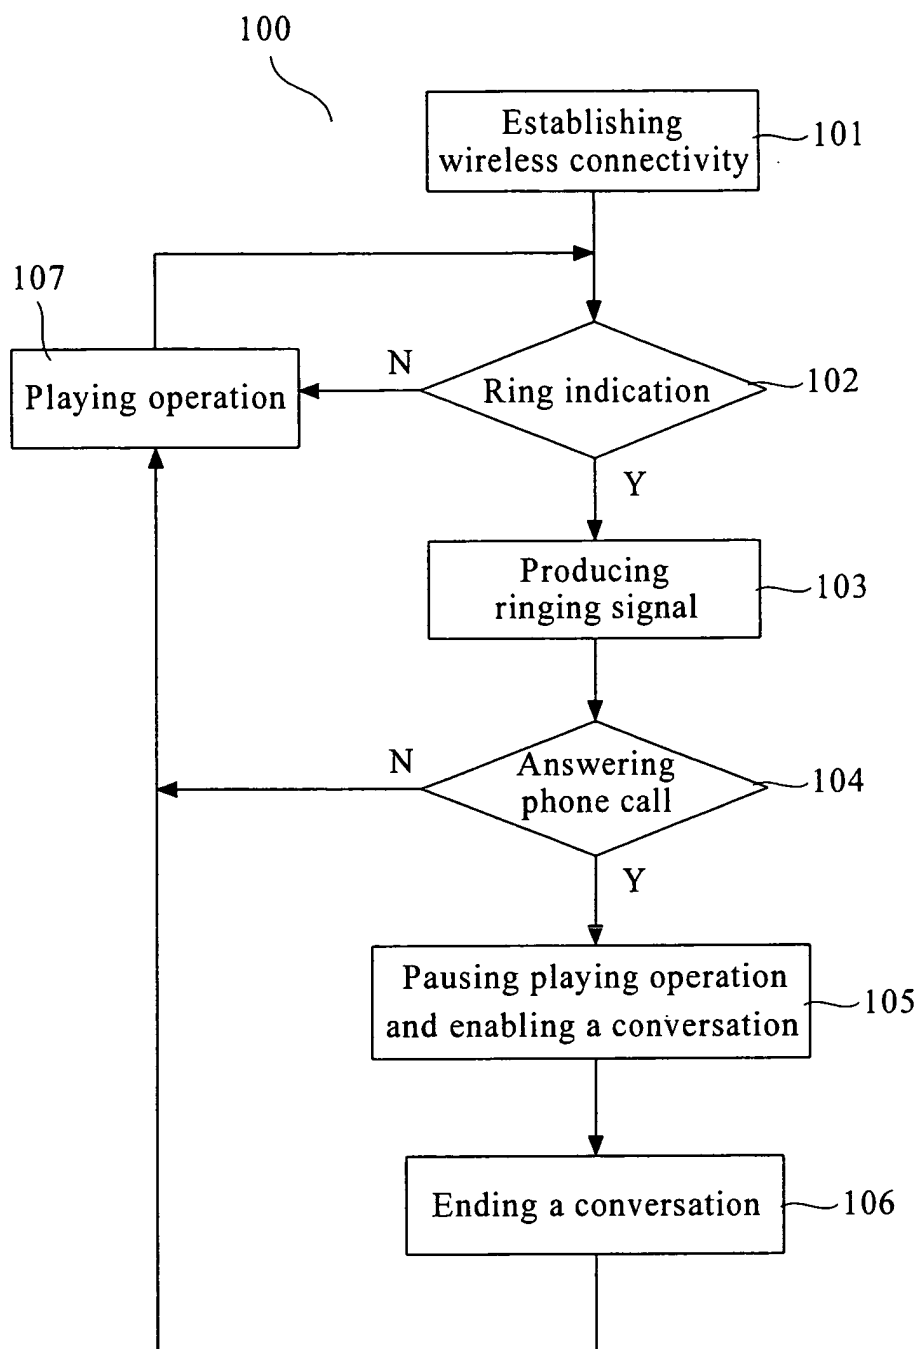 100
Establishing
wireless connectivity
101
107
Playing operation
N
Ring indication
102
Y
Producing
ringing signal
103
N
Answering
phone call
104
Y
Pausing playing operation
and enabling a conversation
105
Ending a conversation
106